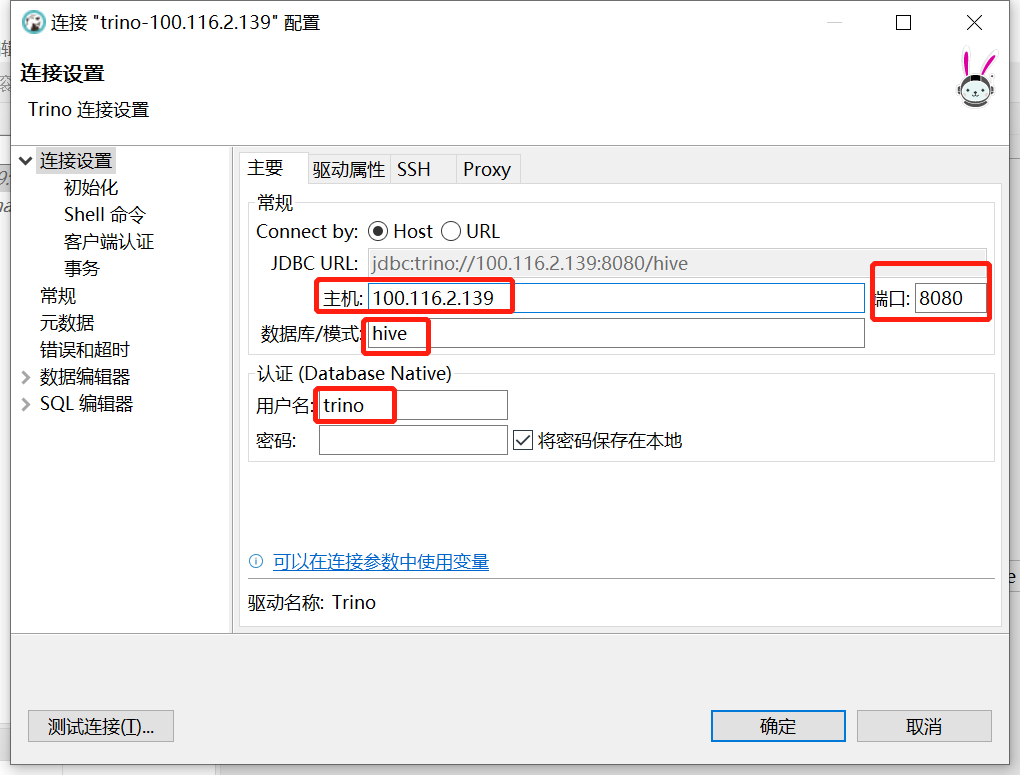 连接 "trino-100.116.2.139" 配置
连接设置
Trino 连接设置
连接设置
初始化
Shell 命令
客户端认证
事务
常规
元数据
错误和超时
数据编辑器
SQL 编辑器
主要 驱动属性 SSH Proxy
常规
Connect by: Host URL
JDBC URL: jdbc:trino://100.116.2.139:8080/hive
主机: 100.116.2.139 端口: 8080
数据库/模式: hive
认证 (Database Native)
用户名: trino
密码: 将密码保存在本地
可以在连接参数中使用变量
驱动名称: Trino
测试连接(T)... 确定 取消